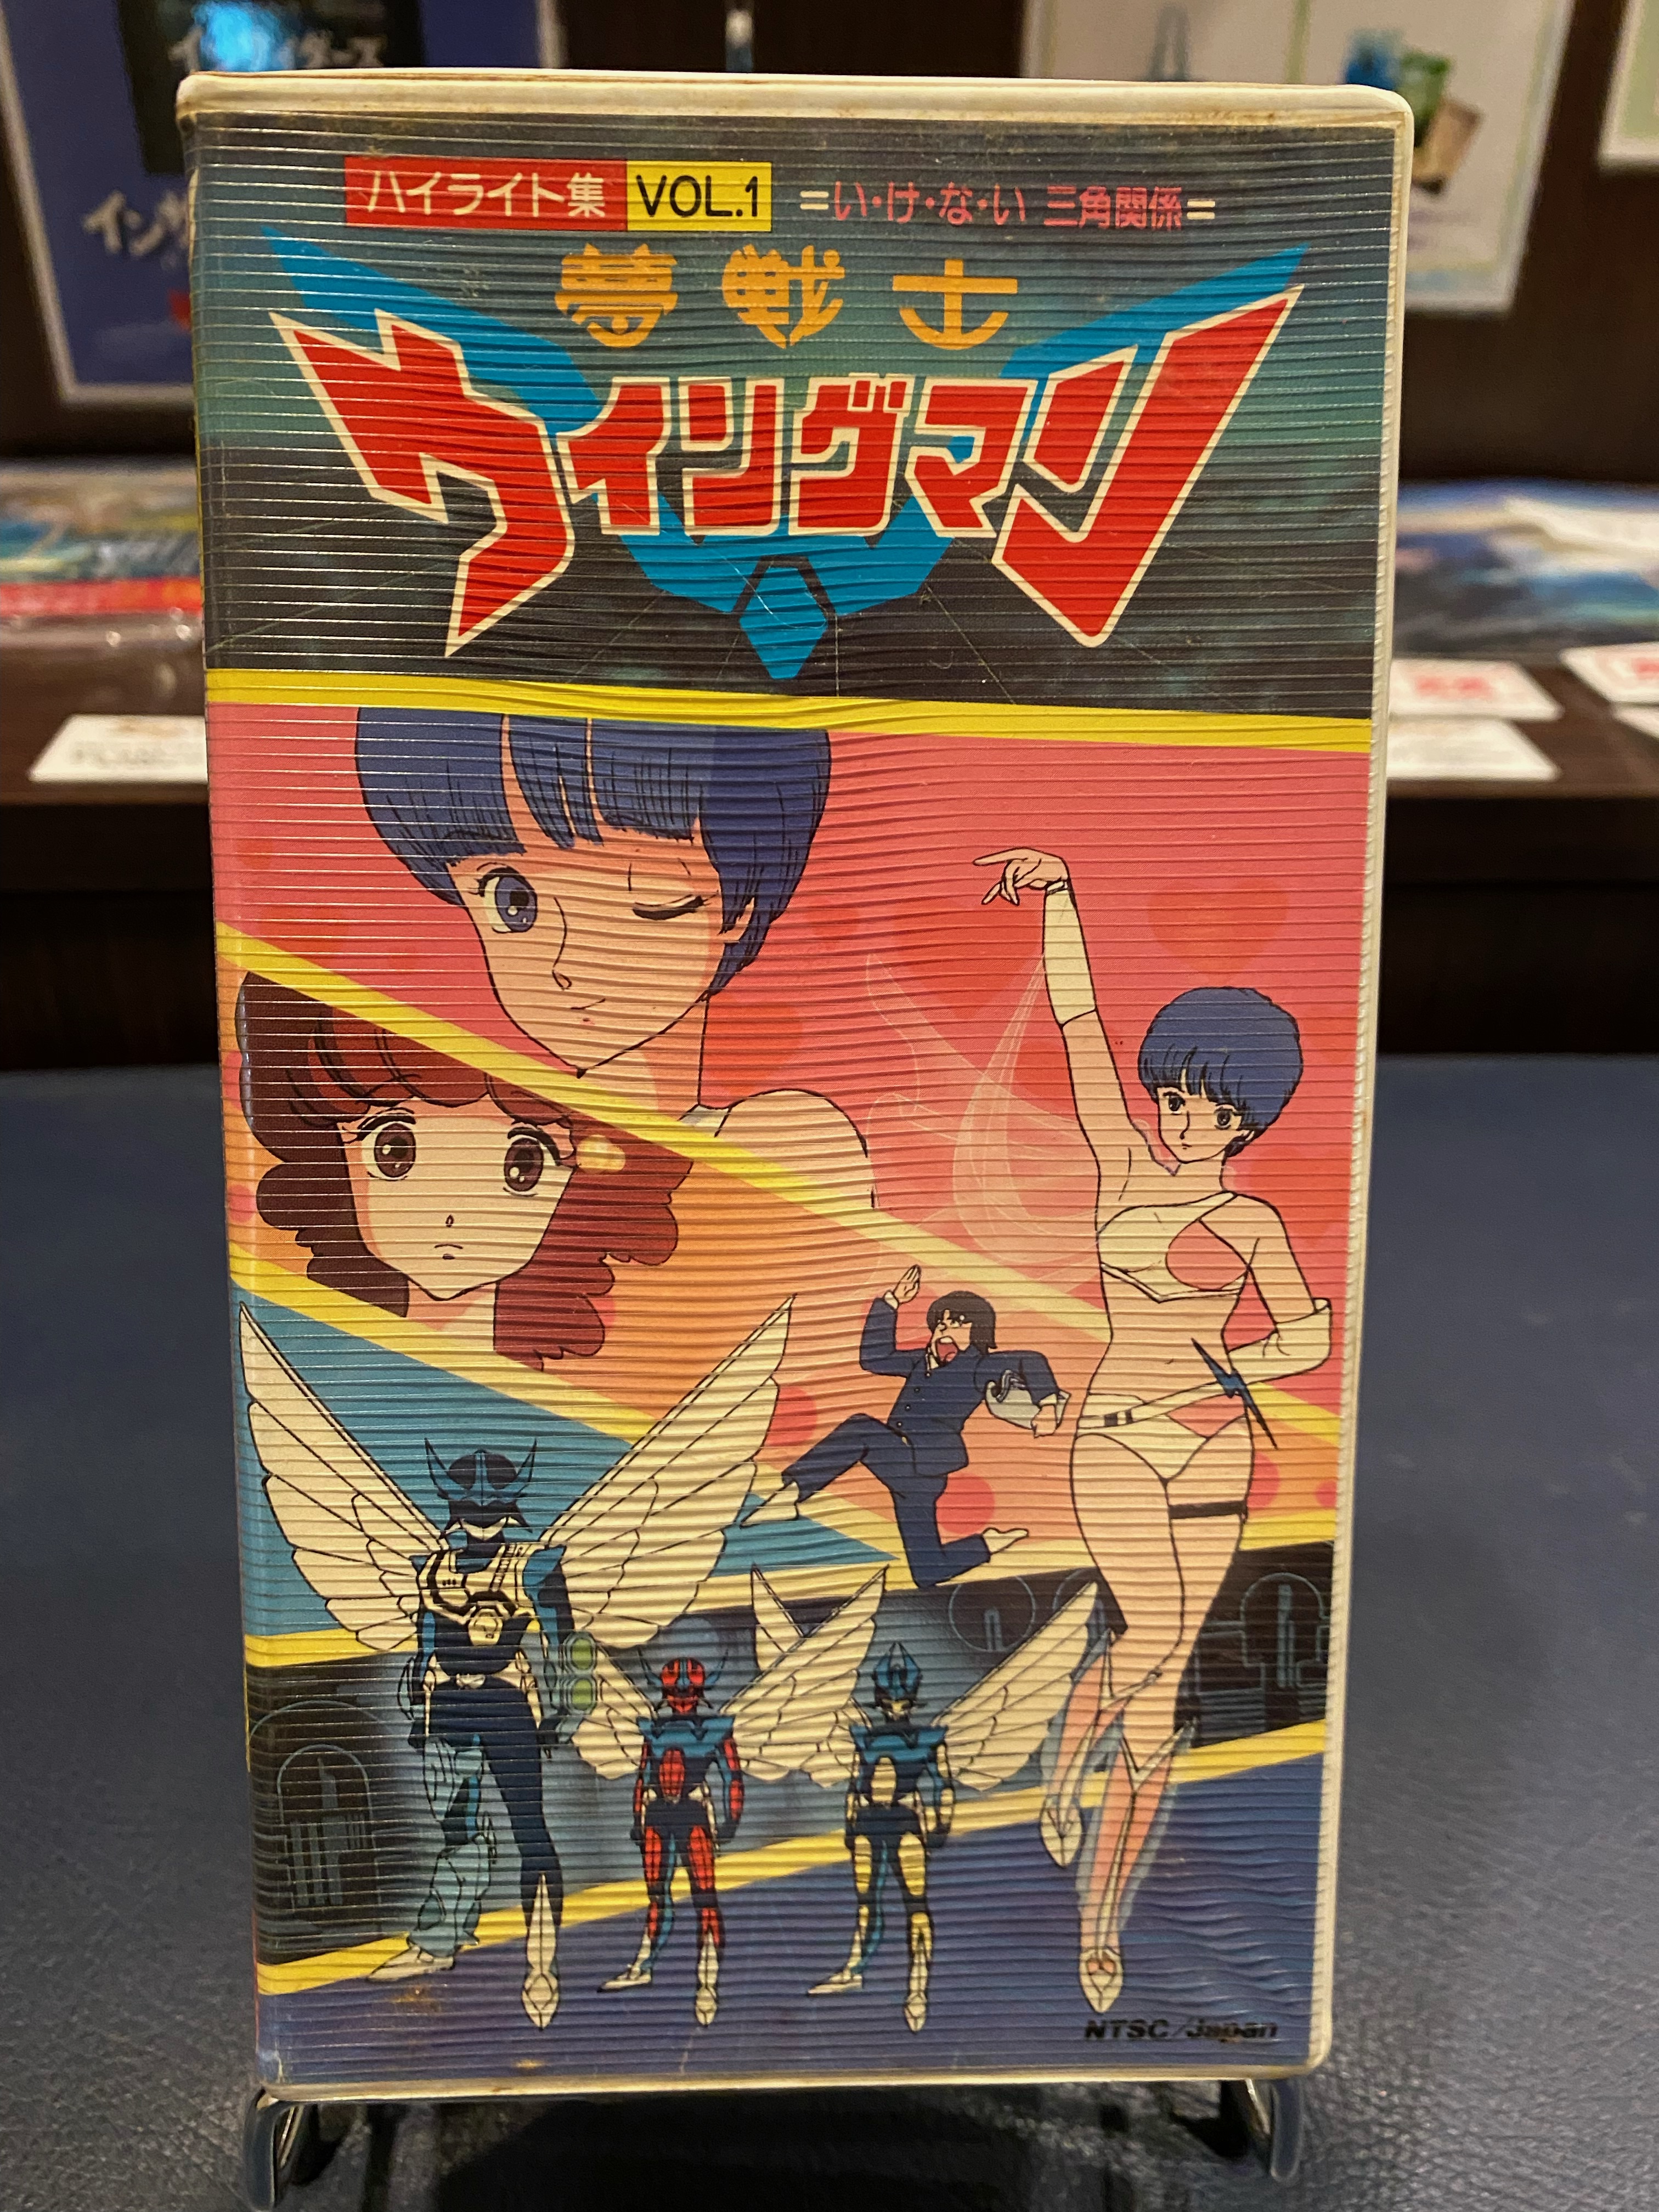 ハイライト集 VOL.1 =い・け・な・い 三角関係=
夢戦士
ウイングマン
NTSC/Japan